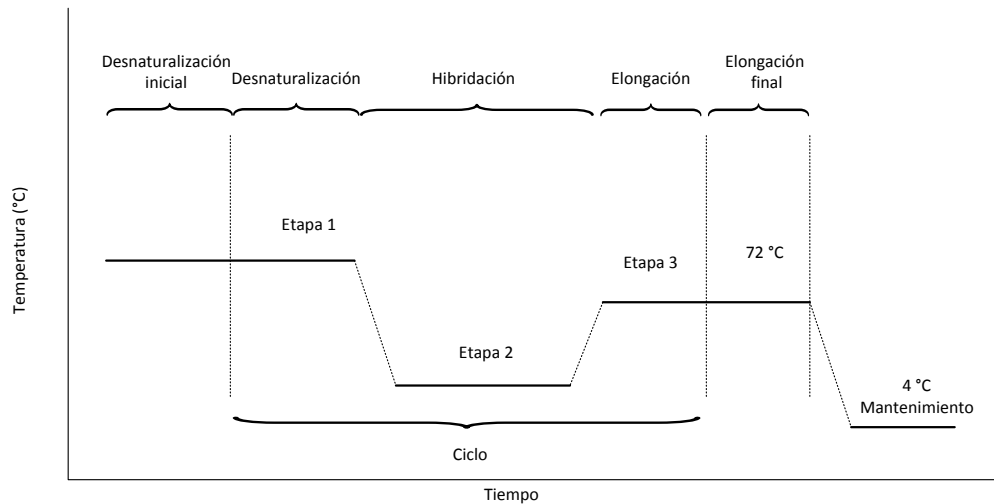 Desnaturalización
inicial
Desnaturalización
Hibridación
Elongación
Elongación
final
Etapa 1
Etapa 2
Etapa 3
72 °C
4 °C
Mantenimiento
Ciclo
Temperatura (°C)
Tiempo